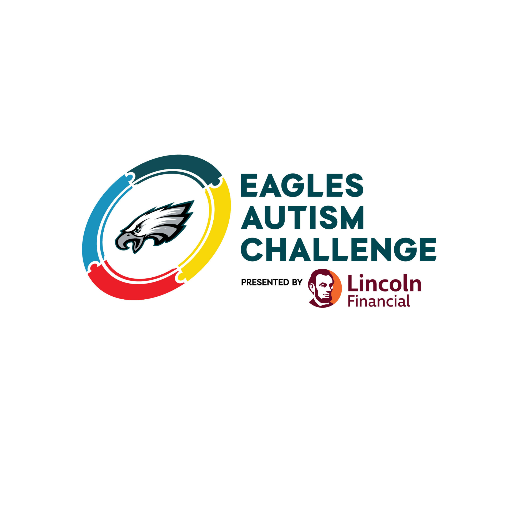 EAGLES
AUTISM
CHALLENGE
PRESENTED BY
Lincoln
Financial